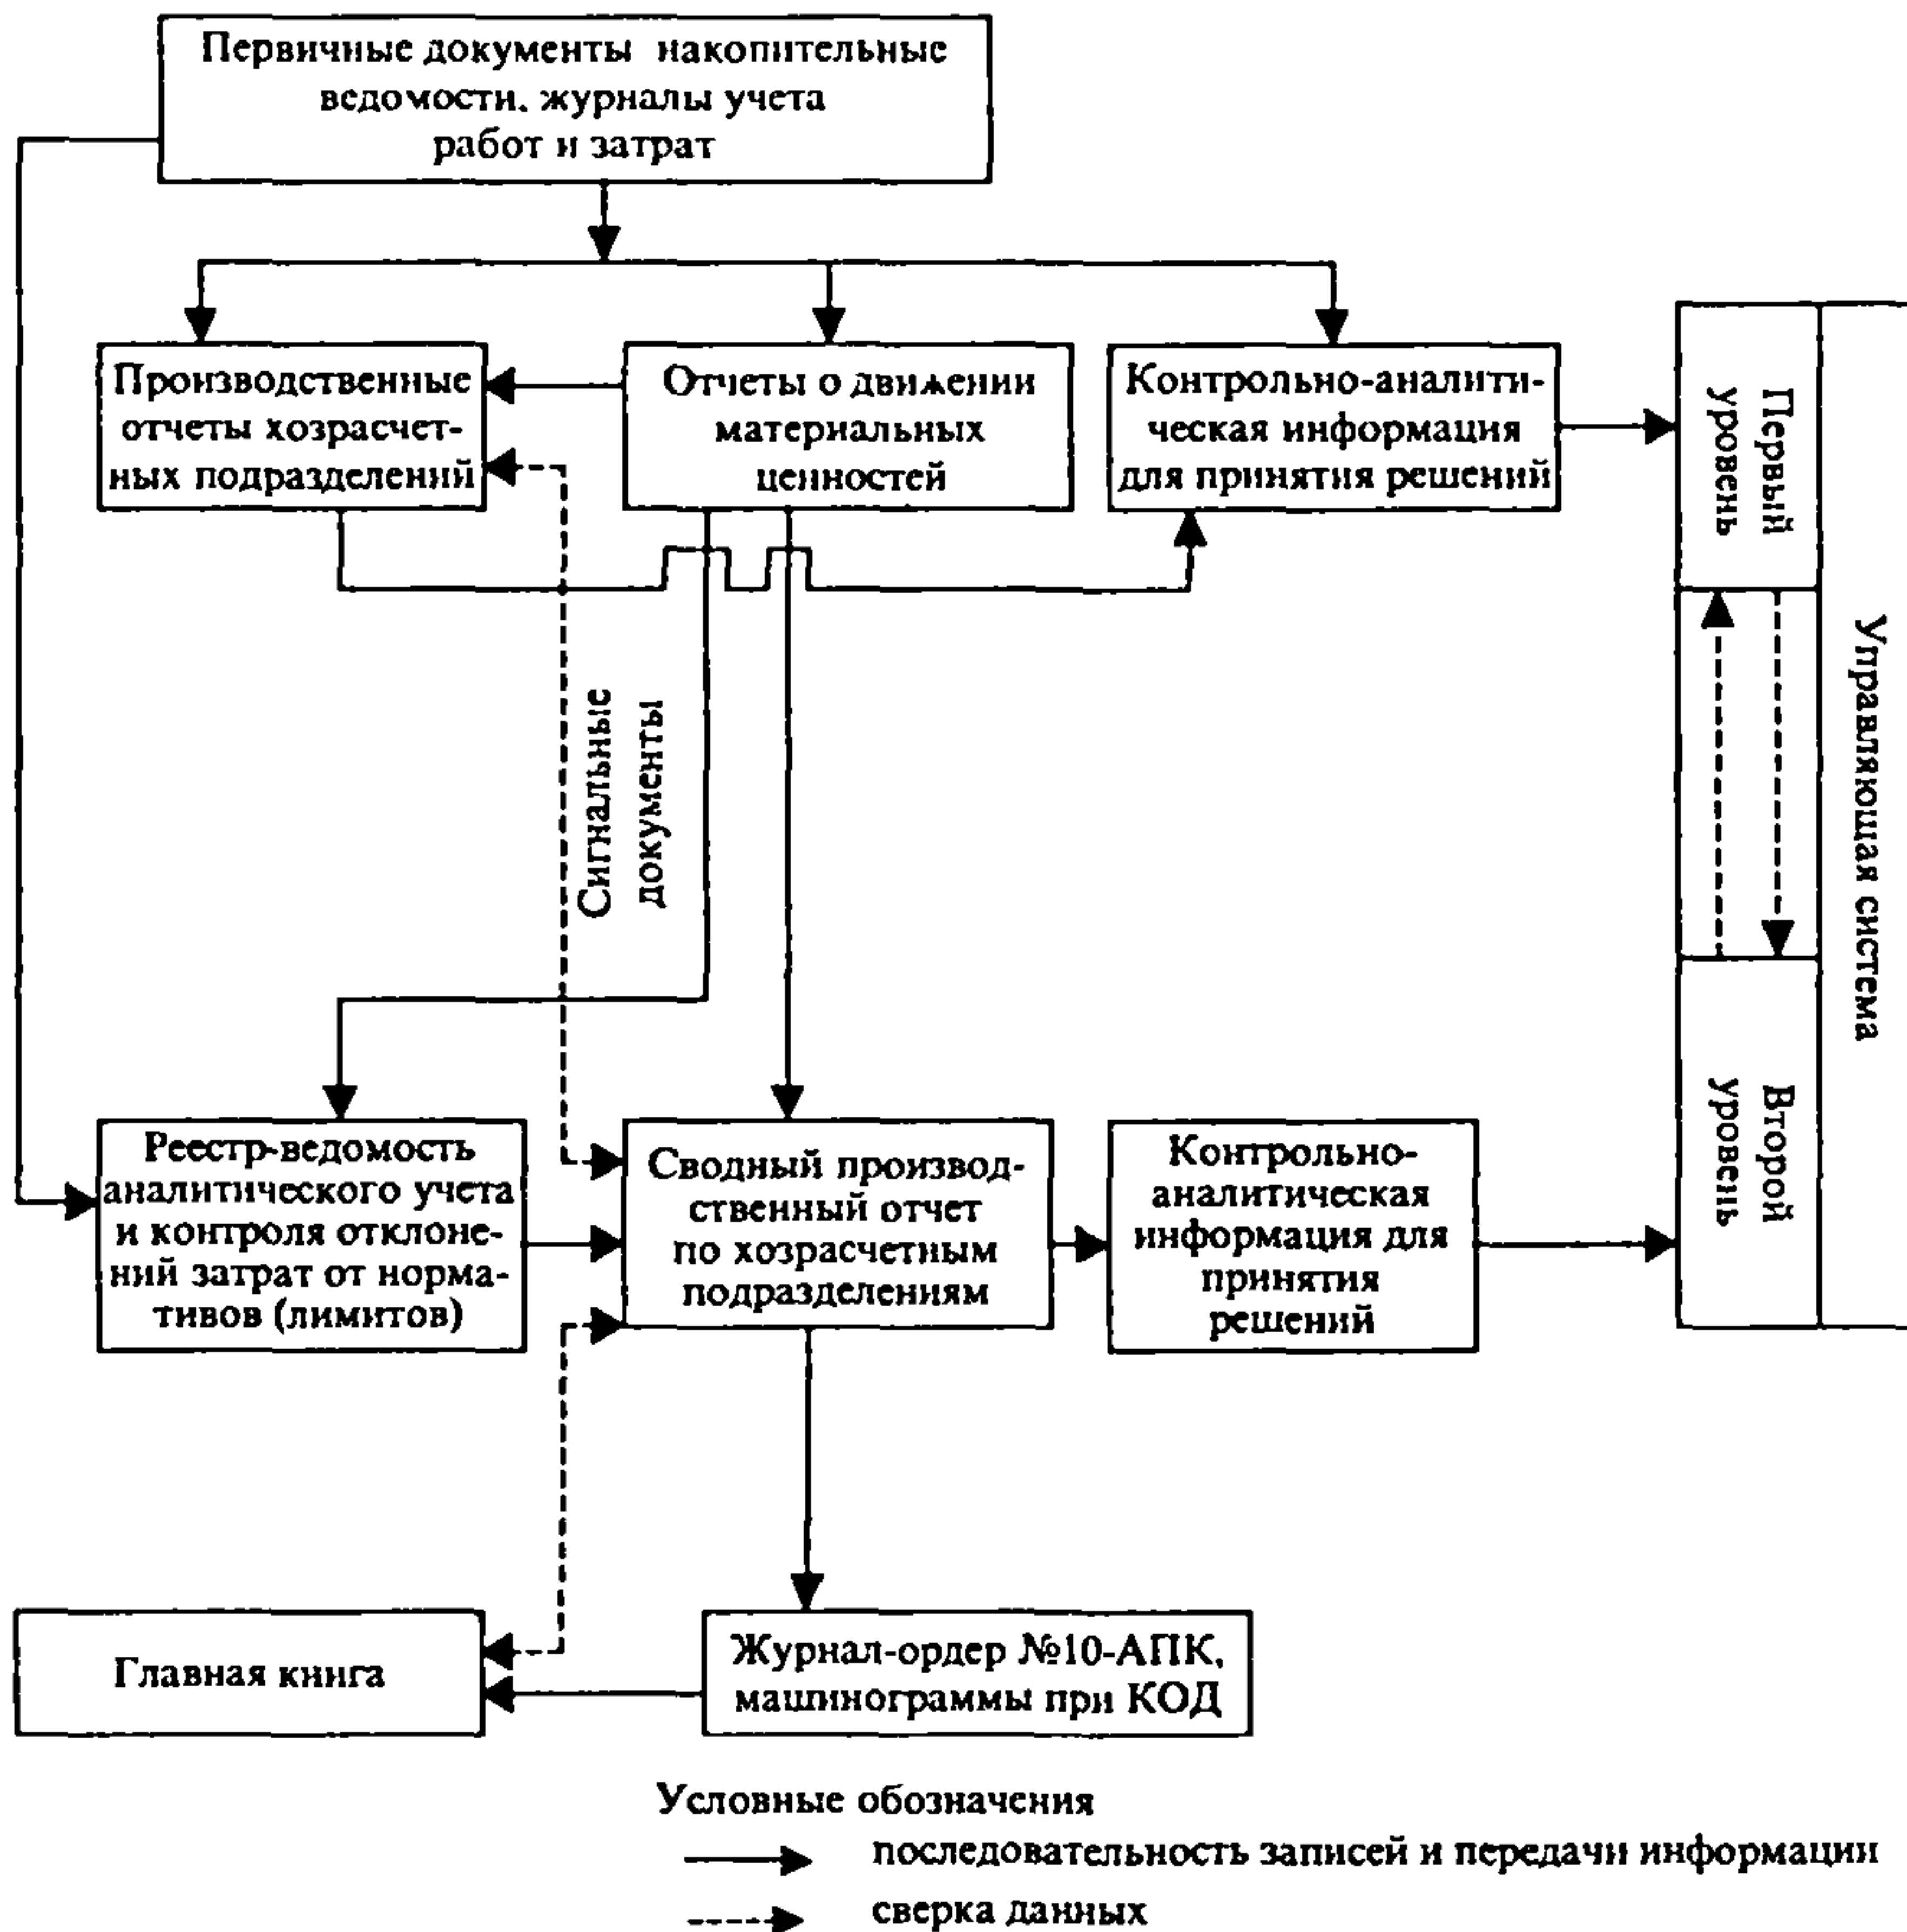 Первичные документы накопительные
ведомости, журналы учета
работ и затрат
Производственные
отчеты хозрасчет-
ных подразделений
Отчеты о движении
материальных
ценностей
Контрольно-аналити-
ческая информация
для принятия решений
Первый
уровень
Управляющая система
Сигнальные
документы
Второй
уровень
Реестр-ведомость
аналитического учета
и контроля отклоне-
ний затрат от норма-
тивов (лимитов)
Сводный производ-
ственный отчет
по хозрасчетным
подразделениям
Контрольно-
аналитическая
информация для
принятия
решений
Главная книга
Журнал-ордер №10-АПК,
машинограммы при КОД
Условные обозначения
последовательность записей и передачи информации
сверка данных